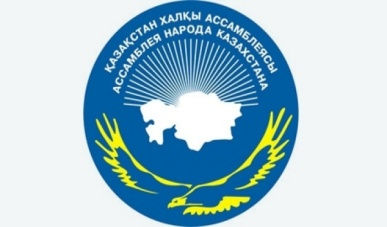 ҚАЗАҚСТАН ХАЛҚЫ АССАМБЛЕЯСЫ
АССАМБЛЕЯ НАРОДА КАЗАХСТАНА